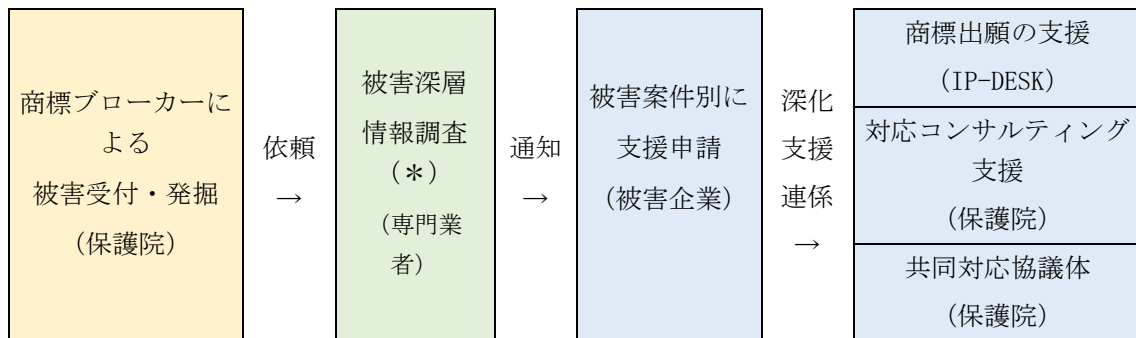 商標ブローカーに
よる
被害受付・発掘
(保護院)
依頼
→
被害深層
情報調査
(＊)
(専門業
者)
通知
→
被害案件別に
支援申請
(被害企業)
深化
支援
連係
→
商標出願の支援
(IP-DESK)
対応コンサルティング
支援
(保護院)
共同対応協議体
(保護院)